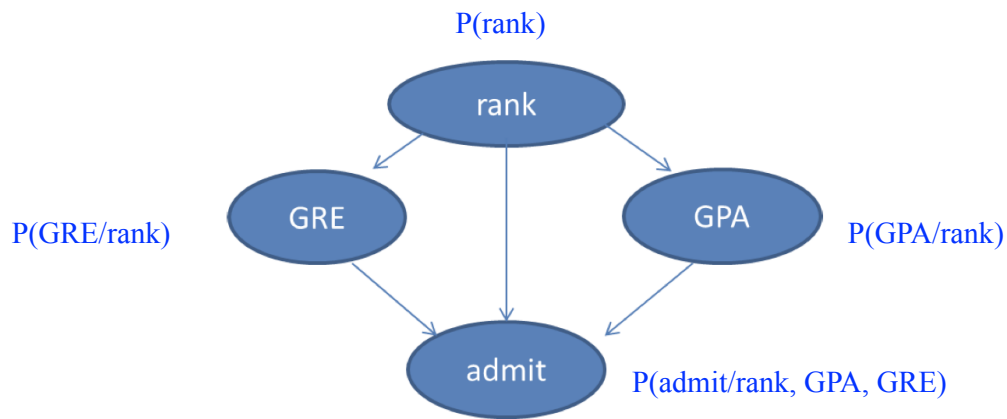 P(rank)
rank
GRE
GPA
P(GRE/rank)
P(GPA/rank)
admit
P(admit/rank, GPA, GRE)